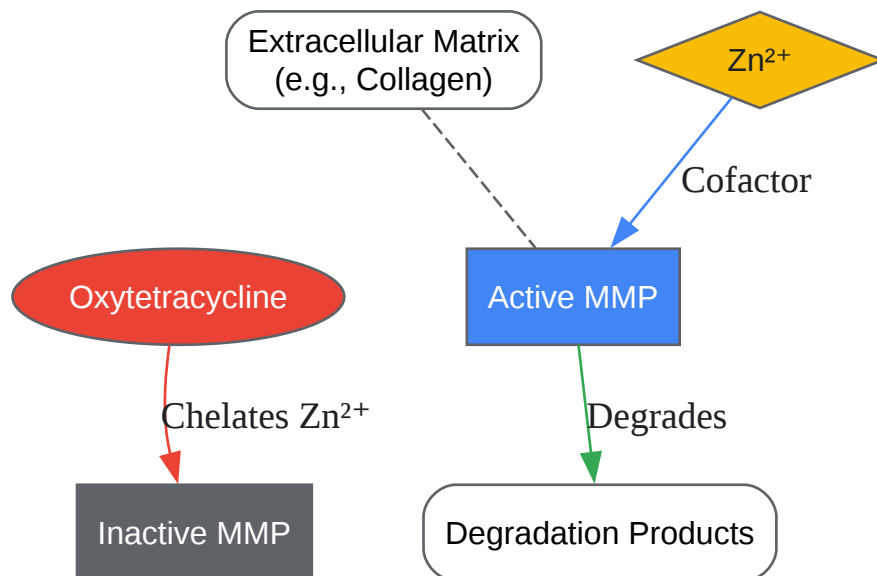 Extracellular Matrix
(e.g., Collagen)
Zn²⁺
Cofactor
Oxytetracycline
Active MMP
Chelates Zn²⁺
Degrades
Inactive MMP
Degradation Products